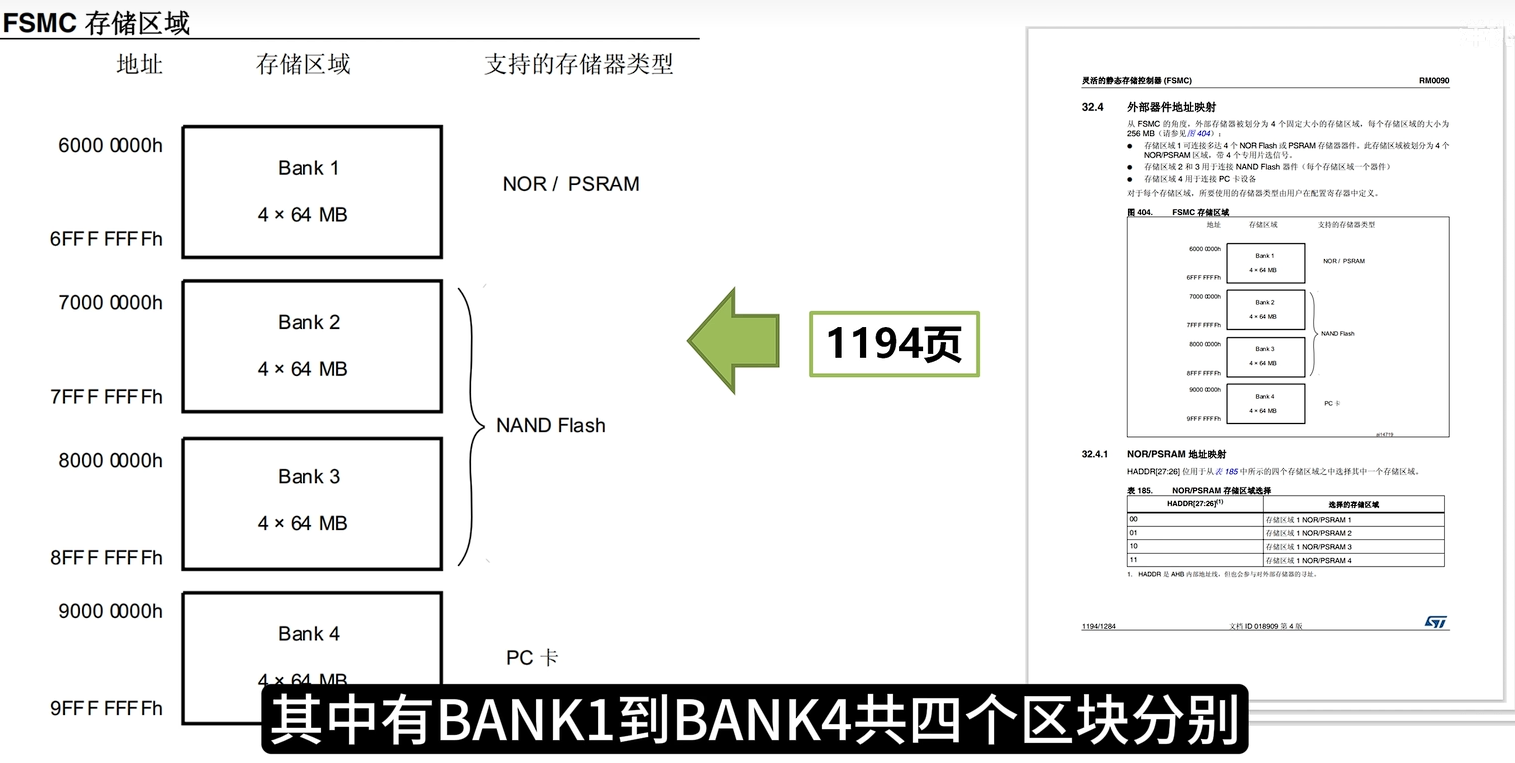 FSMC 存储区域
地址 存储区域 支持的存储器类型
6000 0000h
Bank 1
4 × 64 MB
NOR / PSRAM
6FFF FFFFh
7000 0000h
Bank 2
4 × 64 MB
7FFF FFFFh
8000 0000h
Bank 3
4 × 64 MB
8FFF FFFFh
NAND Flash
9000 0000h
Bank 4
4 × 64 MB
9FFF FFFFh
PC 卡
1194页
灵活的静态存储控制器 (FSMC) RM0090
32.4 外部器件地址映射
从 FSMC 的角度，外部存储器被划分为 4 个固定大小的存储区域，每个存储区域的大小为
256 MB（请参见图 404）：
● 存储区域 1 可连接多达 4 个 NOR Flash 或 PSRAM 存储器器件。此存储区域被划分为 4 个
NOR/PSRAM 区域，带 4 个专用片选信号。
● 存储区域 2 和 3 用于连接 NAND Flash 器件（每个存储区域一个器件）
● 存储区域 4 用于连接 PC 卡设备
对于每个存储区域，所要使用的存储器类型由用户在配置寄存器中定义。
图 404. FSMC 存储区域
地址 存储区域 支持的存储器类型
6000 0000h
Bank 1
4 × 64 MB
NOR / PSRAM
6FFF FFFFh
7000 0000h
Bank 2
4 × 64 MB
7FFF FFFFh
NAND Flash
8000 0000h
Bank 3
4 × 64 MB
8FFF FFFFh
9000 0000h
Bank 4
4 × 64 MB
PC 卡
9FFF FFFFh
ai14719
32.4.1 NOR/PSRAM 地址映射
HADDR[27:26] 位用于从表 185 中所示的四个存储区域之中选择其中一个存储区域。
表 185. NOR/PSRAM 存储区域选择
HADDR[27:26](1) 选择的存储区域
00 存储区域 1 NOR/PSRAM 1
01 存储区域 1 NOR/PSRAM 2
10 存储区域 1 NOR/PSRAM 3
11 存储区域 1 NOR/PSRAM 4
1. HADDR 是 AHB 内部地址线，但也会参与对外部存储器的寻址。
1194/1284 文档 ID 018909 第 4 版 ST
其中有BANK1到BANK4共四个区块分别